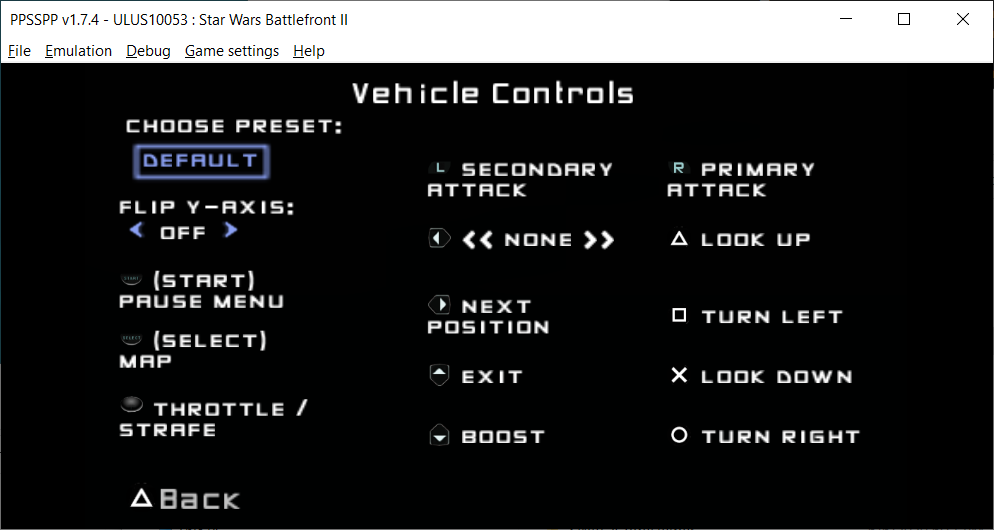 PPSSPP v1.7.4 - ULUS10053 : Star Wars Battlefront II
File Emulation Debug Game settings Help
Vehicle Controls
CHOOSE PRESET:
DEFAULT
FLIP Y-AXIS:
OFF
START (START)
PAUSE MENU
SELECT (SELECT)
MAP
THROTTLE /
STRAFE
L SECONDARY
ATTACK
<< NONE >>
NEXT
POSITION
EXIT
BOOST
R PRIMARY
ATTACK
△ LOOK UP
□ TURN LEFT
X LOOK DOWN
O TURN RIGHT
△ Back